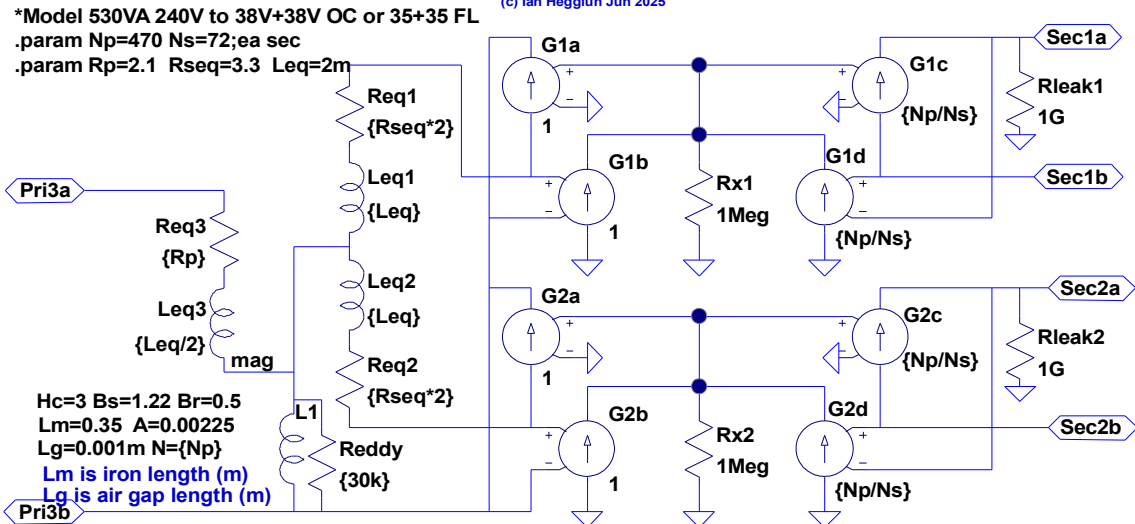 (c) Ian Hegglun Jun 2025
*Model 530VA 240V to 38V+38V OC or 35+35 FL
.param Np=470 Ns=72;ea sec
.param Rp=2.1 Rseq=3.3 Leq=2m
G1a
+
−
1
G1c
+
−
{Np/Ns}
Sec1a
Rleak1
1G
Req1
{Rseq*2}
G1b
+
−
1
Rx1
1Meg
G1d
+
−
{Np/Ns}
Sec1b
Pri3a
Leq1
{Leq}
Req3
{Rp}
Leq2
{Leq}
Leq3
{Leq/2}
mag
Req2
{Rseq*2}
G2a
+
−
1
G2c
+
−
{Np/Ns}
Sec2a
Rleak2
1G
G2b
+
−
1
Rx2
1Meg
G2d
+
−
{Np/Ns}
Sec2b
Hc=3 Bs=1.22 Br=0.5
Lm=0.35 A=0.00225
Lg=0.001m N={Np}
Lm is iron length (m)
Lg is air gap length (m)
L1
Reddy
{30k}
Pri3b